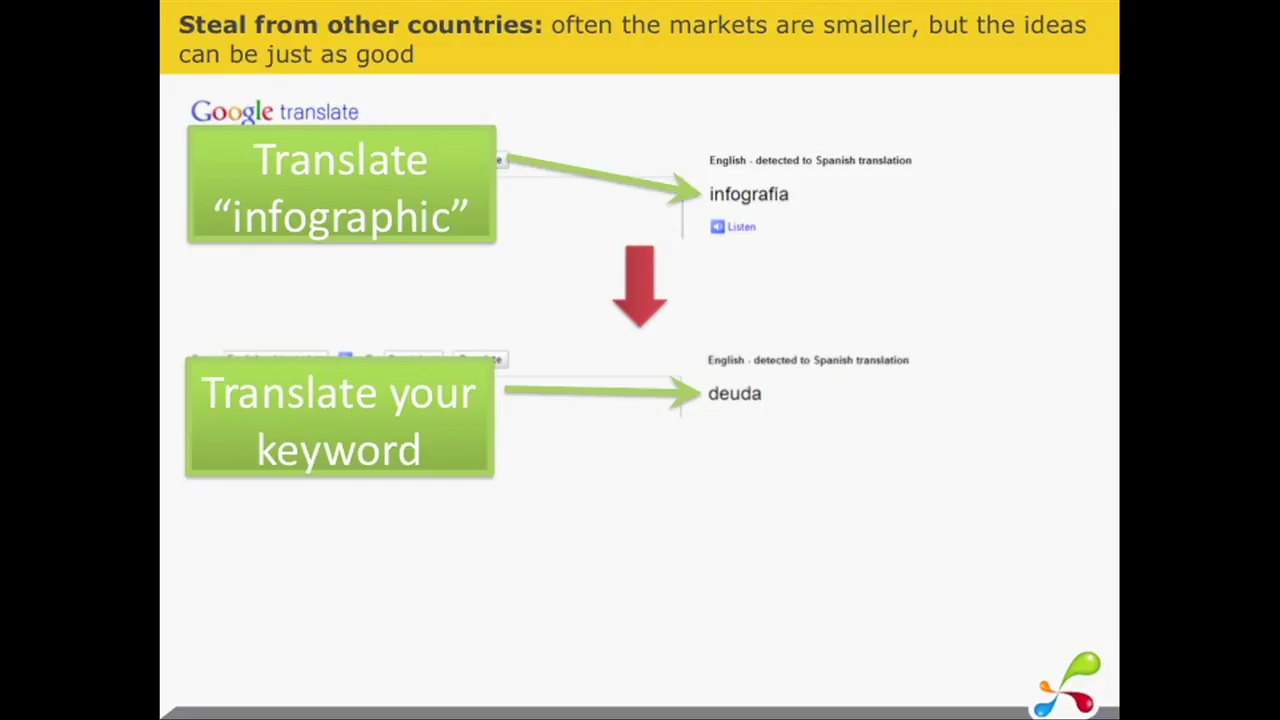 Steal from other countries: often the markets are smaller, but the ideas
can be just as good
Google translate
Translate
“infographic”
English - detected to Spanish translation
infografía
Listen
Translate your
keyword
English - detected to Spanish translation
deuda